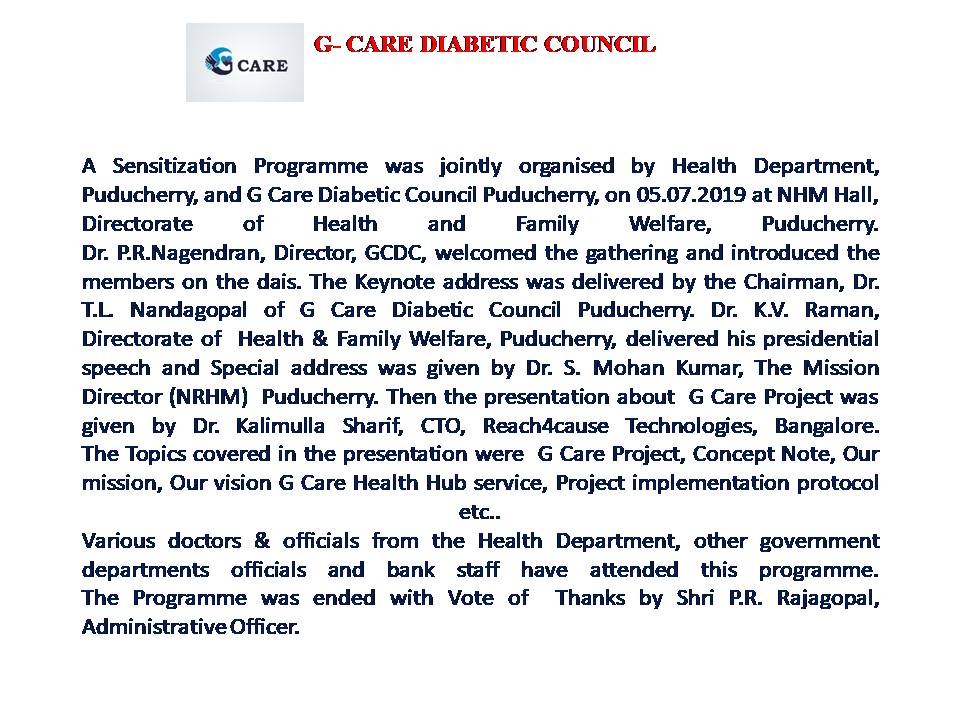 G CARE
G- CARE DIABETIC COUNCIL
A Sensitization Programme was jointly organised by Health Department,
Puducherry, and G Care Diabetic Council Puducherry, on 05.07.2019 at NHM Hall,
Directorate of Health and Family Welfare, Puducherry.
Dr. P.R.Nagendran, Director, GCDC, welcomed the gathering and introduced the
members on the dais. The Keynote address was delivered by the Chairman, Dr.
T.L. Nandagopal of G Care Diabetic Council Puducherry. Dr. K.V. Raman,
Directorate of Health & Family Welfare, Puducherry, delivered his presidential
speech and Special address was given by Dr. S. Mohan Kumar, The Mission
Director (NRHM) Puducherry. Then the presentation about G Care Project was
given by Dr. Kalimulla Sharif, CTO, Reach4cause Technologies, Bangalore.
The Topics covered in the presentation were G Care Project, Concept Note, Our
mission, Our vision G Care Health Hub service, Project implementation protocol
etc..
Various doctors & officials from the Health Department, other government
departments officials and bank staff have attended this programme.
The Programme was ended with Vote of Thanks by Shri P.R. Rajagopal,
Administrative Officer.